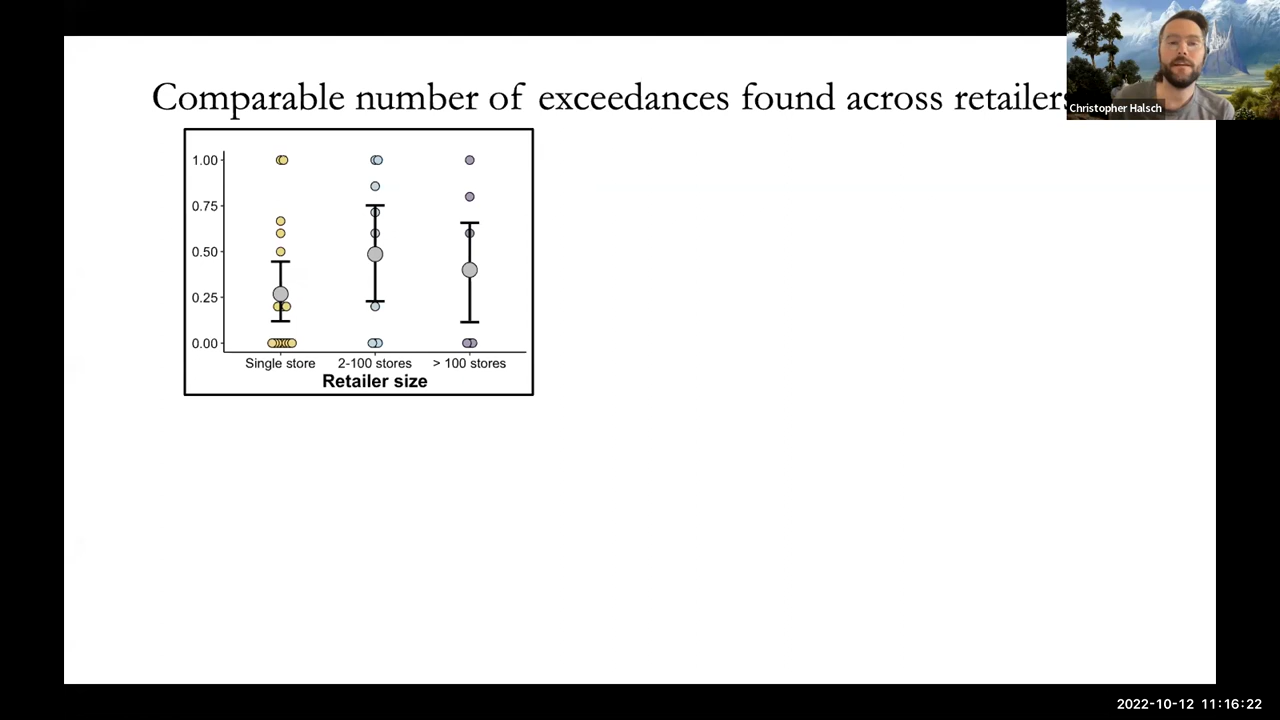 Comparable number of exceedances found across retailers
Christopher Halsch
1.00
0.75
0.50
0.25
0.00
Single store 2-100 stores > 100 stores
Retailer size
2022-10-12 11:16:22